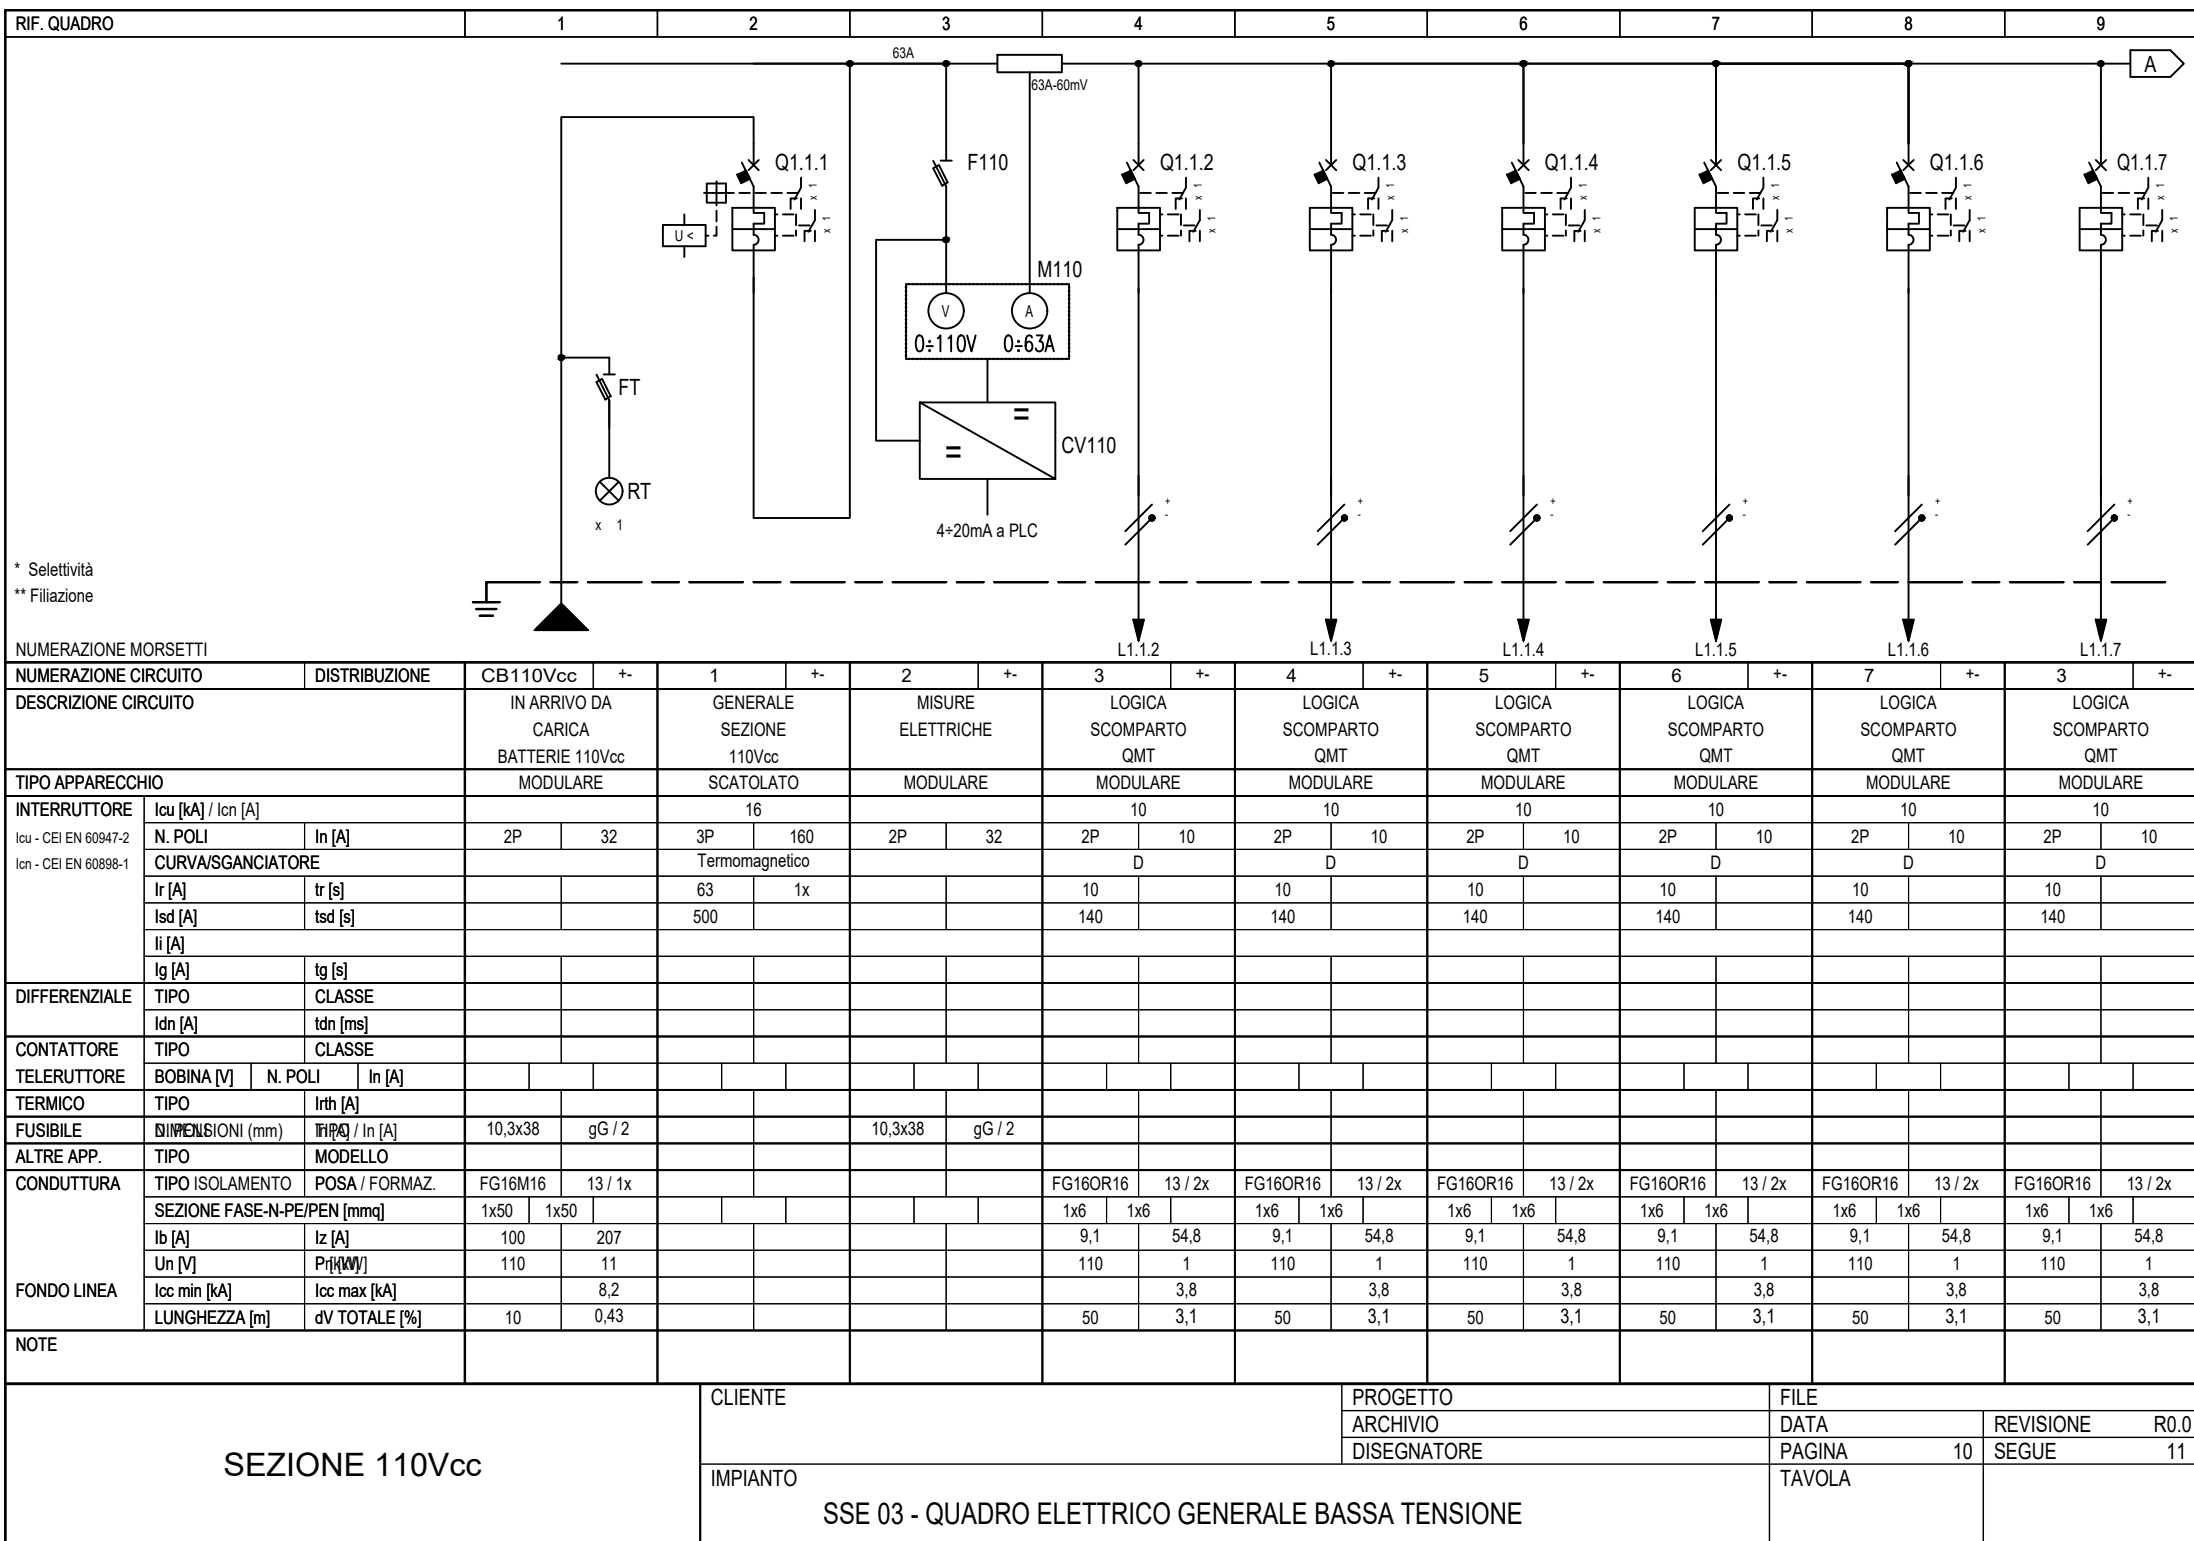 RIF. QUADRO 1 2 3 4 5 6 7 8 9
63A
A
63A-60mV
Q1.1.1 F110 Q1.1.2 Q1.1.3 Q1.1.4 Q1.1.5 Q1.1.6 Q1.1.7
x 1 x 1 x 1 x 1 x 1 x 1 x 1
U <
x 1 x 1 x 1 x 1 x 1 x 1 x 1
M110
V A
0÷110V 0÷63A
FT
= =
CV110
RT
x 1
+ + + + + +
- - - - - -
4÷20mA a PLC
* Selettività
** Filiazione
NUMERAZIONE MORSETTI L1.1.2 L1.1.3 L1.1.4 L1.1.5 L1.1.6 L1.1.7
NUMERAZIONE CIRCUITO DISTRIBUZIONE CB110Vcc +- 1 +- 2 +- 3 +- 4 +- 5 +- 6 +- 7 +- 3 +-
DESCRIZIONE CIRCUITO IN ARRIVO DA GENERALE MISURE LOGICA LOGICA LOGICA LOGICA LOGICA LOGICA
CARICA SEZIONE ELETTRICHE SCOMPARTO SCOMPARTO SCOMPARTO SCOMPARTO SCOMPARTO SCOMPARTO
BATTERIE 110Vcc 110Vcc QMT QMT QMT QMT QMT QMT
TIPO APPARECCHIO MODULARE SCATOLATO MODULARE MODULARE MODULARE MODULARE MODULARE MODULARE MODULARE
INTERRUTTORE Icu [kA] / Icn [A] 16 10 10 10 10 10 10
Icu - CEI EN 60947-2 N. POLI In [A] 2P 32 3P 160 2P 32 2P 10 2P 10 2P 10 2P 10 2P 10 2P 10
Icn - CEI EN 60898-1 CURVA/SGANCIATORE Termomagnetico D D D D D D
Ir [A] tr [s] 63 1x 10 10 10 10 10 10
Isd [A] tsd [s] 500 140 140 140 140 140 140
Ii [A]
Ig [A] tg [s]
DIFFERENZIALE TIPO CLASSE
Idn [A] tdn [ms]
CONTATTORE TIPO CLASSE
TELERUTTORE BOBINA [V] N. POLI In [A]
TERMICO TIPO Irth [A]
FUSIBILE DIMENSIONI (mm) TIPO / In [A] 10,3x38 gG / 2 10,3x38 gG / 2
ALTRE APP. TIPO MODELLO
CONDUTTURA TIPO ISOLAMENTO POSA / FORMAZ. FG16M16 13 / 1x FG16OR16 13 / 2x FG16OR16 13 / 2x FG16OR16 13 / 2x FG16OR16 13 / 2x FG16OR16 13 / 2x FG16OR16 13 / 2x
SEZIONE FASE-N-PE/PEN [mmq] 1x50 1x50 1x6 1x6 1x6 1x6 1x6 1x6 1x6 1x6 1x6 1x6 1x6 1x6
Ib [A] Iz [A] 100 207 9,1 54,8 9,1 54,8 9,1 54,8 9,1 54,8 9,1 54,8 9,1 54,8
Un [V] 110 11 110 1 110 1 110 1 110 1 110 1 110 1
FONDO LINEA Icc min [kA] Icc max [kA] 8,2 3,8 3,8 3,8 3,8 3,8 3,8
LUNGHEZZA [m] dV TOTALE [%] 10 0,43 50 3,1 50 3,1 50 3,1 50 3,1 50 3,1 50 3,1
NOTE
SEZIONE 110Vcc
CLIENTE
PROGETTO FILE
ARCHIVIO DATA REVISIONE R0.0
DISEGNATORE PAGINA 10 SEGUE 11
IMPIANTO TAVOLA
SSE 03 - QUADRO ELETTRICO GENERALE BASSA TENSIONE